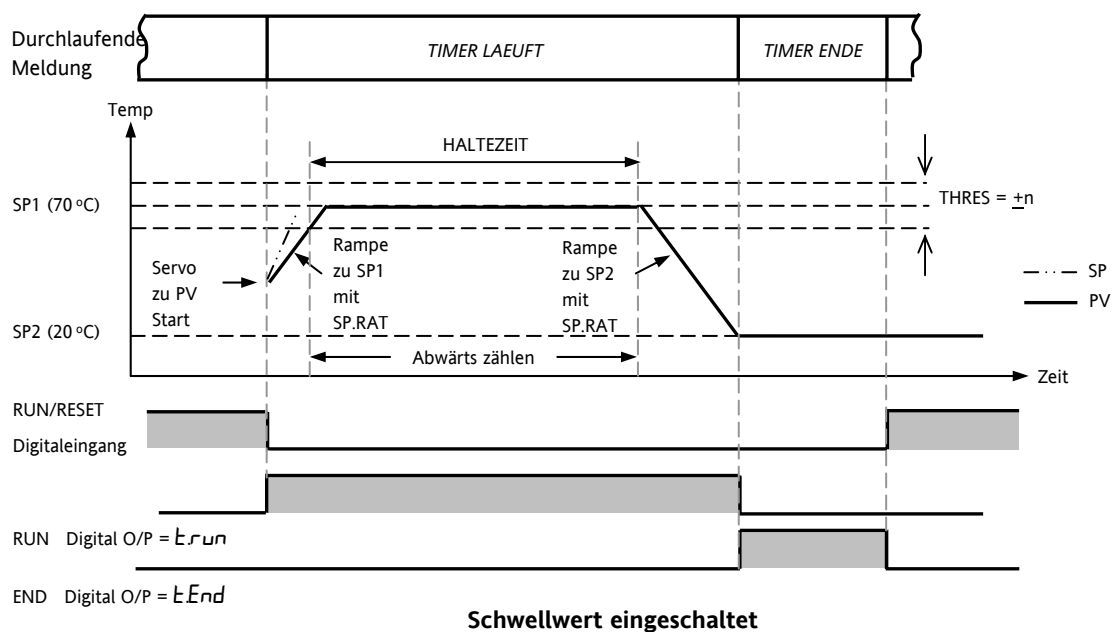 Durchlaufende
Meldung
TIMER LAEUFT
TIMER ENDE
Temp
HALTEZEIT
SP1 (70 °C)
THRES = ±n
Servo
zu PV
Start
Rampe
zu SP1
mit
SP.RAT
Rampe
zu SP2
mit
SP.RAT
SP
PV
SP2 (20 °C)
Abwärts zählen
Zeit
RUN/RESET
Digitaleingang
RUN Digital O/P = t.run
END Digital O/P = t.End
Schwellwert eingeschaltet